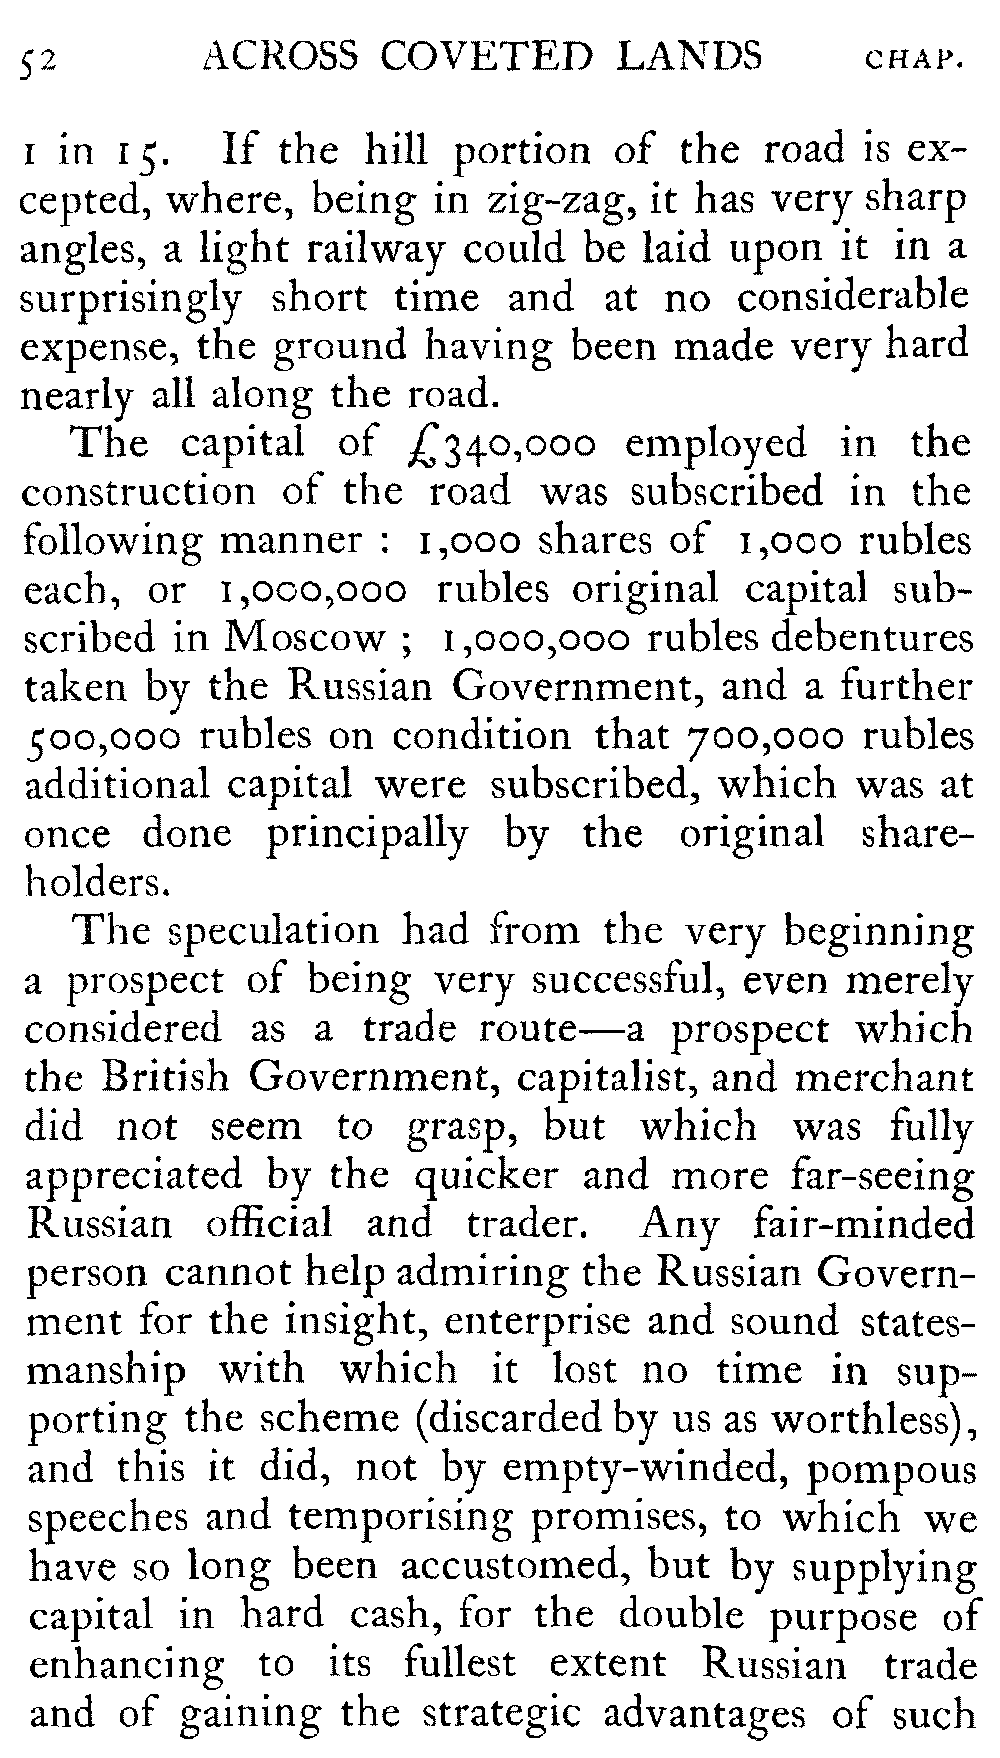 52 ACROSS COVETED LANDS CHAP.
1 in 15. If the hill portion of the road is ex-
cepted, where, being in zig-zag, it has very sharp
angles, a light railway could be laid upon it in a
surprisingly short time and at no considerable
expense, the ground having been made very hard
nearly all along the road.
The capital of £340,000 employed in the
construction of the road was subscribed in the
following manner : 1,000 shares of 1,000 rubles
each, or 1,000,000 rubles original capital sub-
scribed in Moscow ; 1,000,000 rubles debentures
taken by the Russian Government, and a further
500,000 rubles on condition that 700,000 rubles
additional capital were subscribed, which was at
once done principally by the original share-
holders.
The speculation had from the very beginning
a prospect of being very successful, even merely
considered as a trade route—a prospect which
the British Government, capitalist, and merchant
did not seem to grasp, but which was fully
appreciated by the quicker and more far-seeing
Russian official and trader. Any fair-minded
person cannot help admiring the Russian Govern-
ment for the insight, enterprise and sound states-
manship with which it lost no time in sup-
porting the scheme (discarded by us as worthless),
and this it did, not by empty-winded, pompous
speeches and temporising promises, to which we
have so long been accustomed, but by supplying
capital in hard cash, for the double purpose of
enhancing to its fullest extent Russian trade
and of gaining the strategic advantages of such